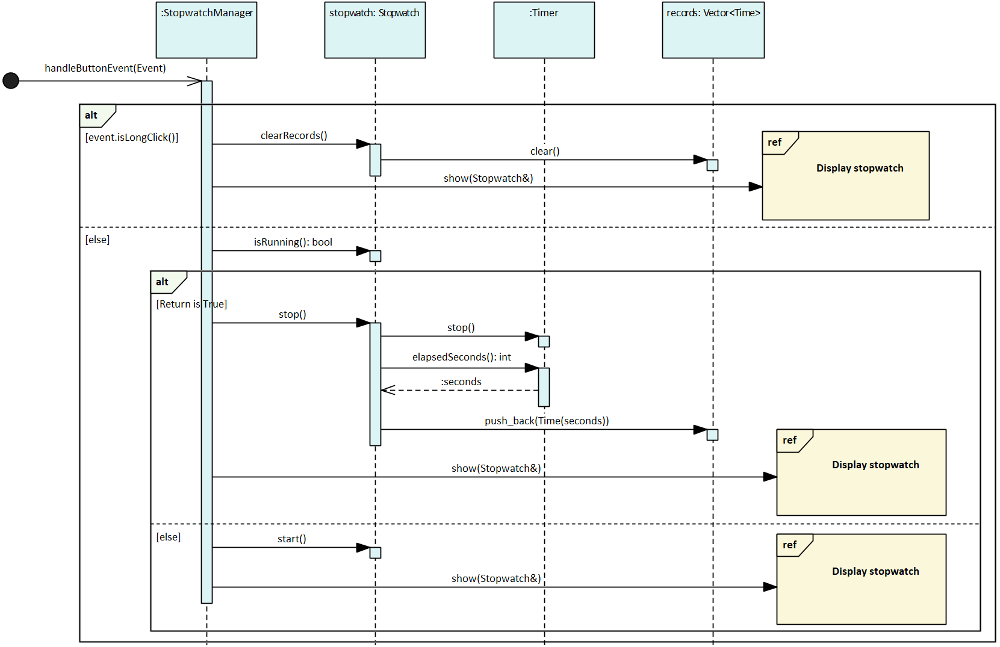 :StopwatchManager
stopwatch: Stopwatch
:Timer
records: Vector<Time>
handleButtonEvent(Event)
alt
[event.isLongClick()]
clearRecords()
clear()
ref
Display stopwatch
show(Stopwatch&)
[else]
isRunning(): bool
alt
[Return is True]
stop()
stop()
elapsedSeconds(): int
:seconds
push_back(Time(seconds))
ref
Display stopwatch
show(Stopwatch&)
[else]
start()
ref
Display stopwatch
show(Stopwatch&)